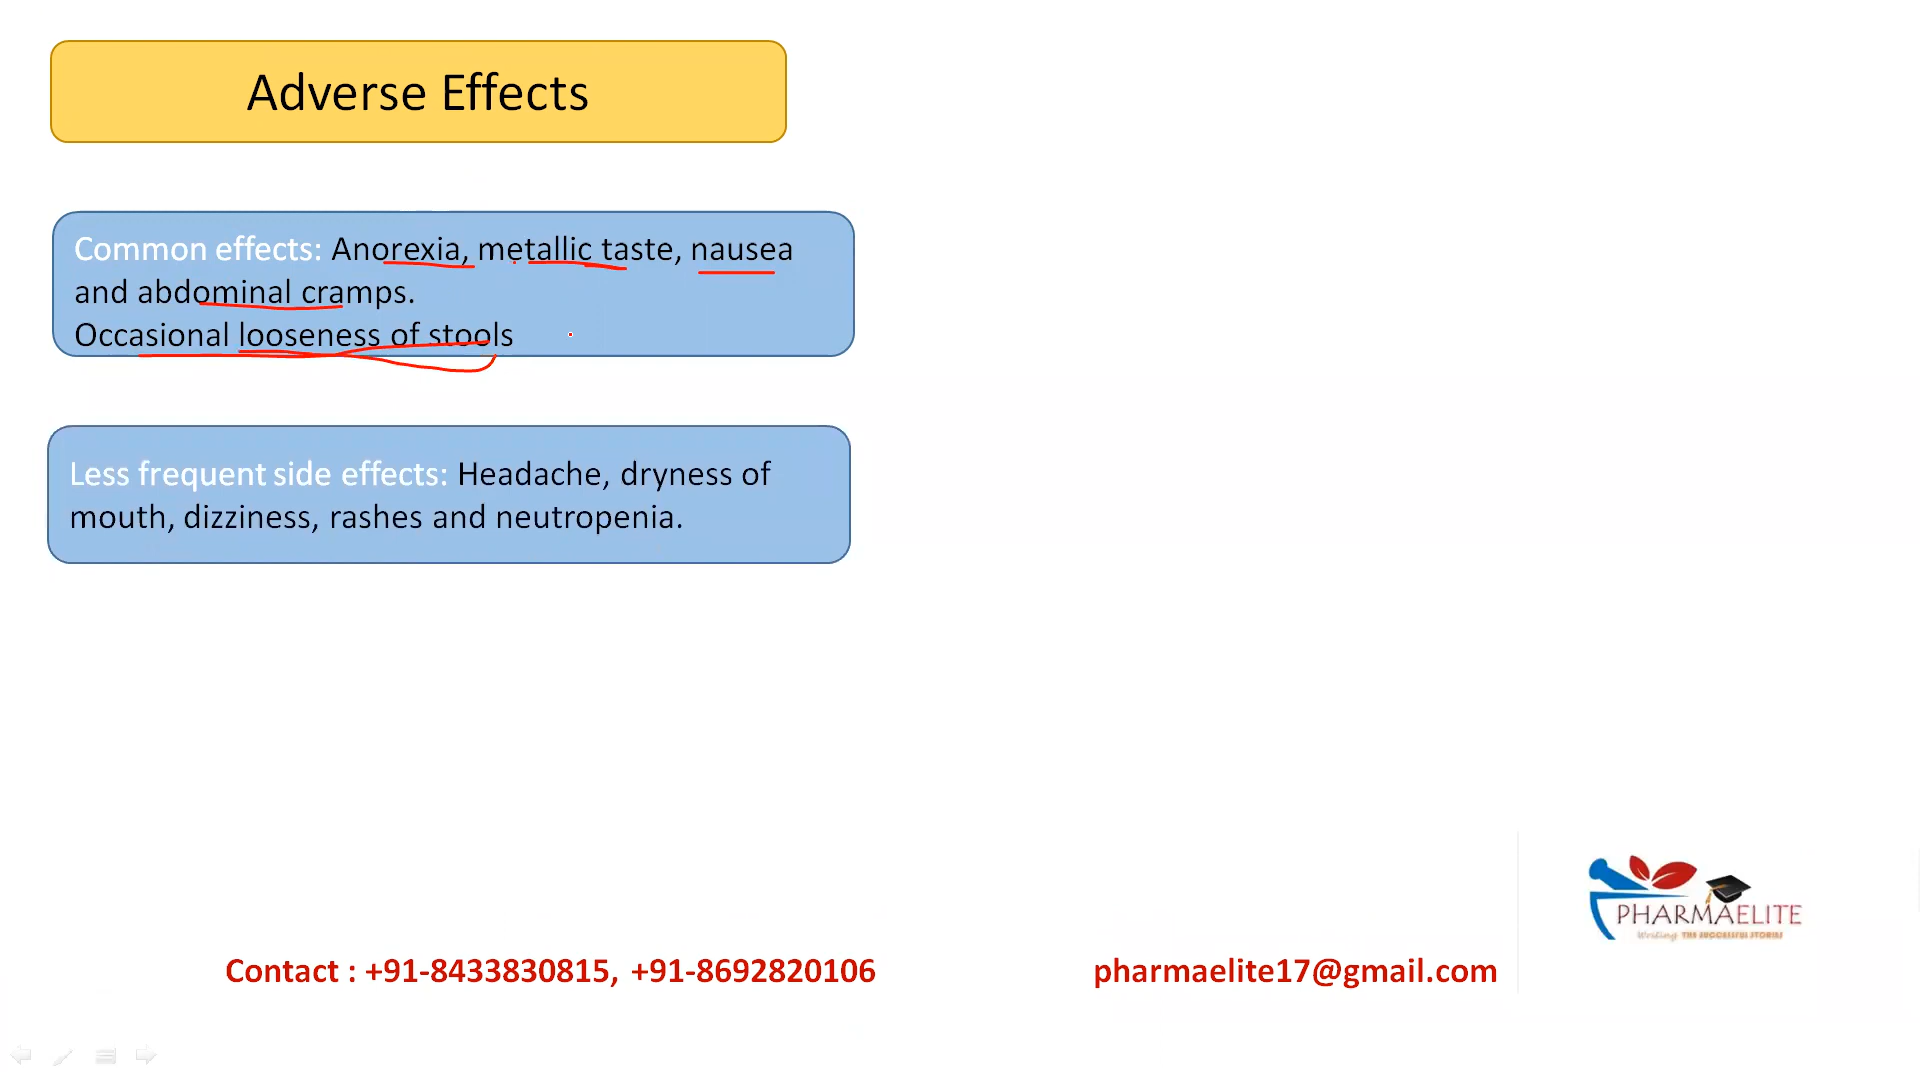 Adverse Effects
Common effects: Anorexia, metallic taste, nausea
and abdominal cramps.
Occasional looseness of stools
Less frequent side effects: Headache, dryness of
mouth, dizziness, rashes and neutropenia.
PHARMAELITE
Writing THE SUCCESSFUL STORIES
Contact : +91-8433830815, +91-8692820106
pharmaelite17@gmail.com